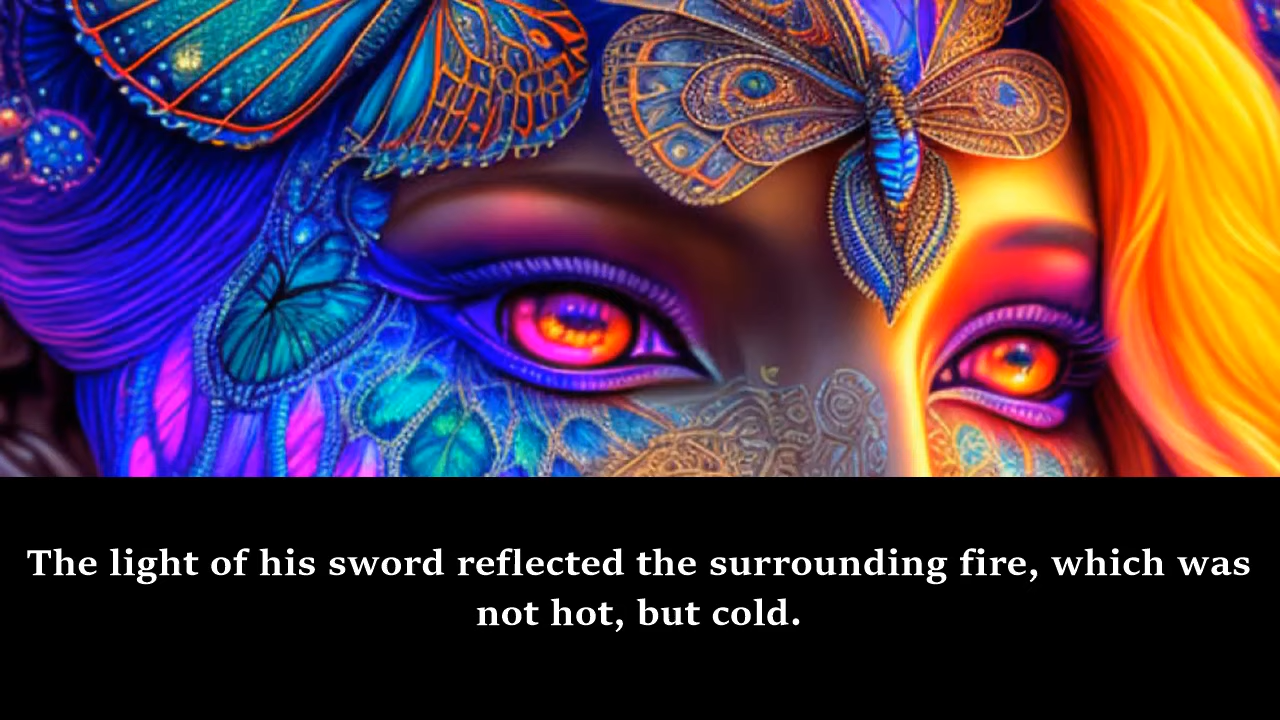 The light of his sword reflected the surrounding fire, which was
not hot, but cold.